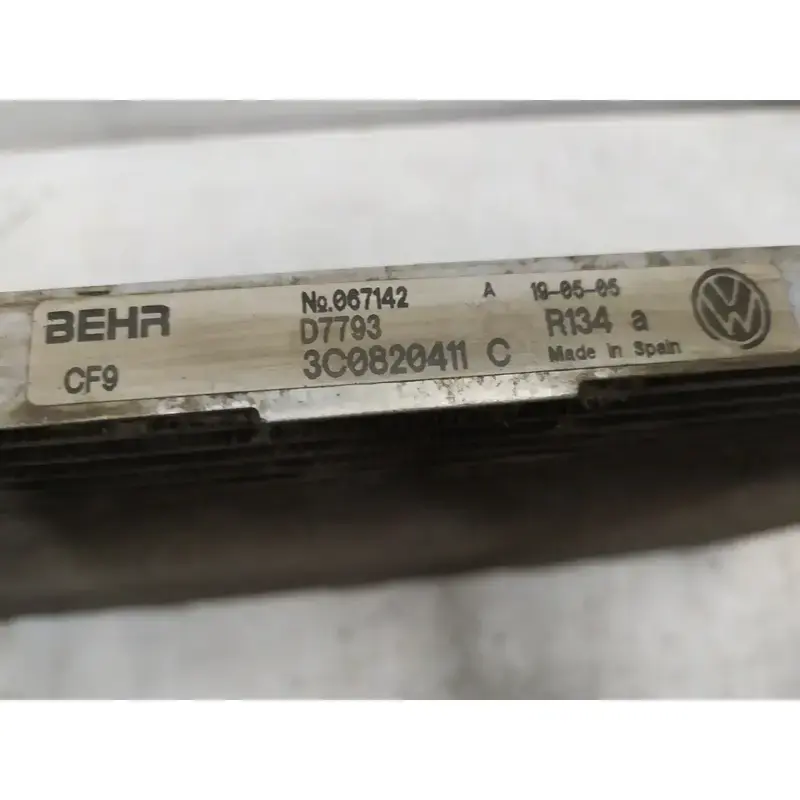 No.067142 A 19-05-05
BEHR D7793 R134 a
CF9 3C0820411 C Made in Spain